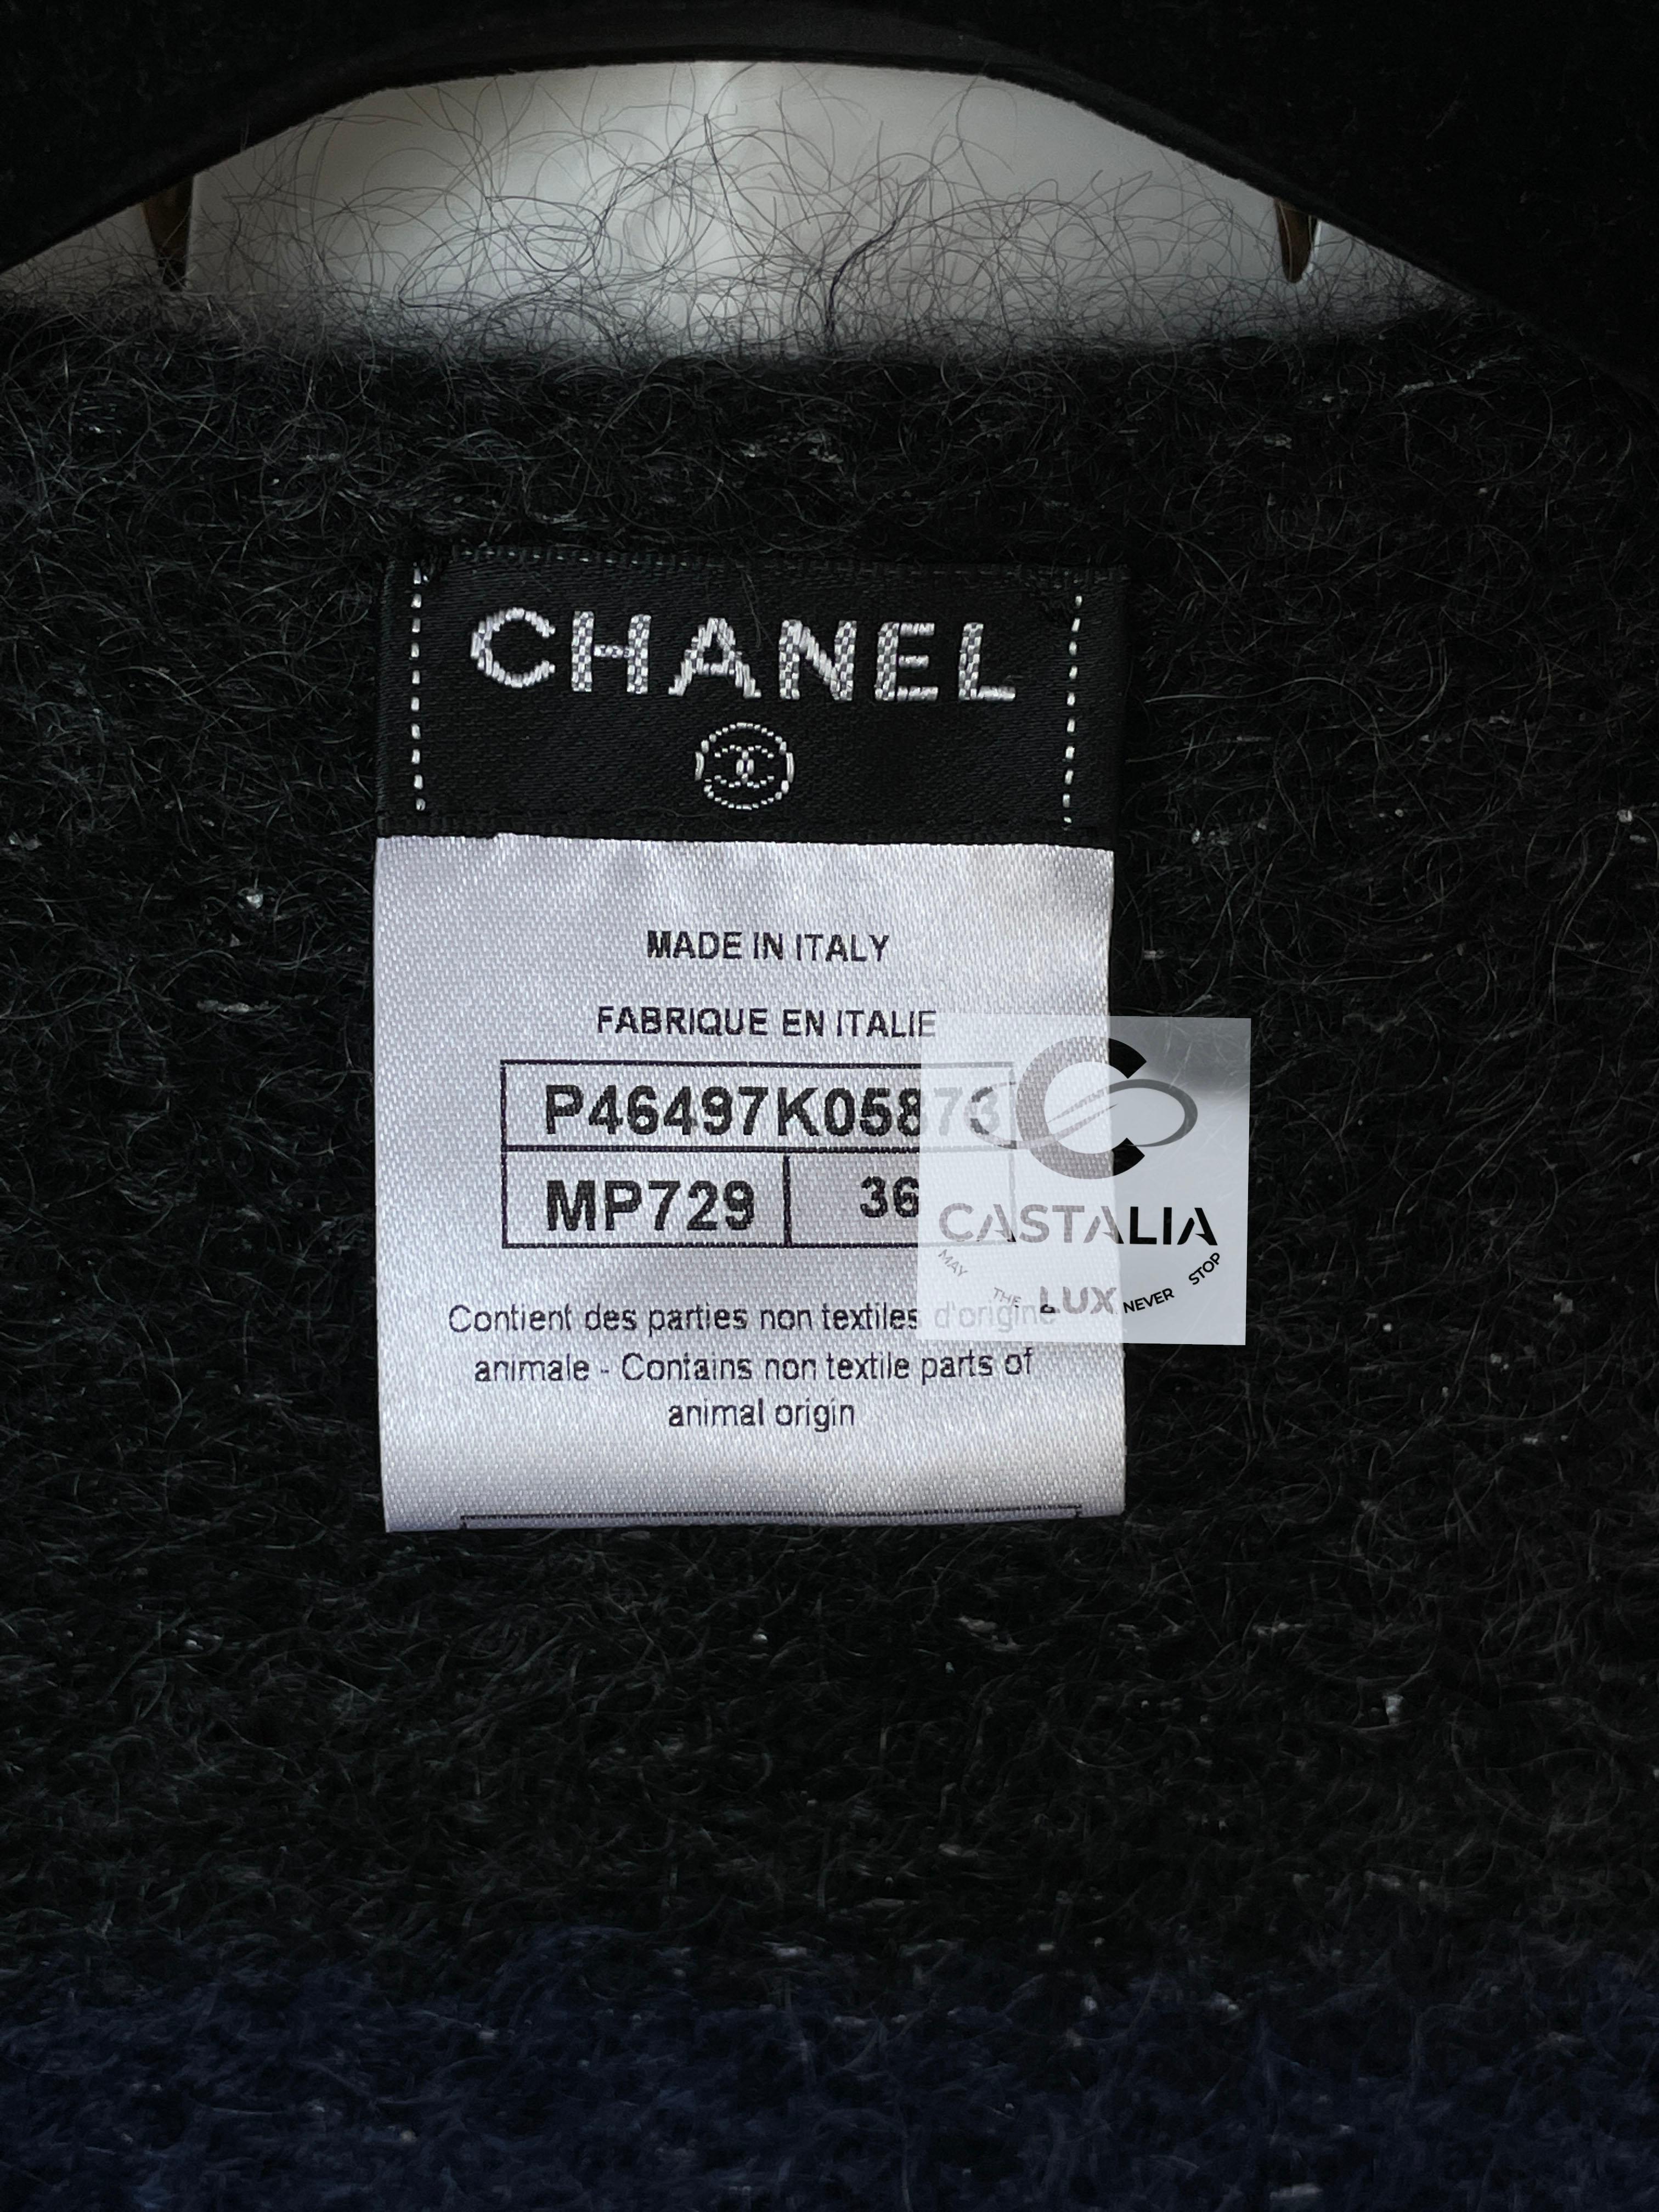 CHANEL
MADE IN ITALY
FABRIQUE EN ITALIE
P46497K05873
MP729 36
Contient des parties non textiles d'origine
animale - Contains non textile parts of
animal origin
CASTALIA
MAY THE LUX NEVER STOP